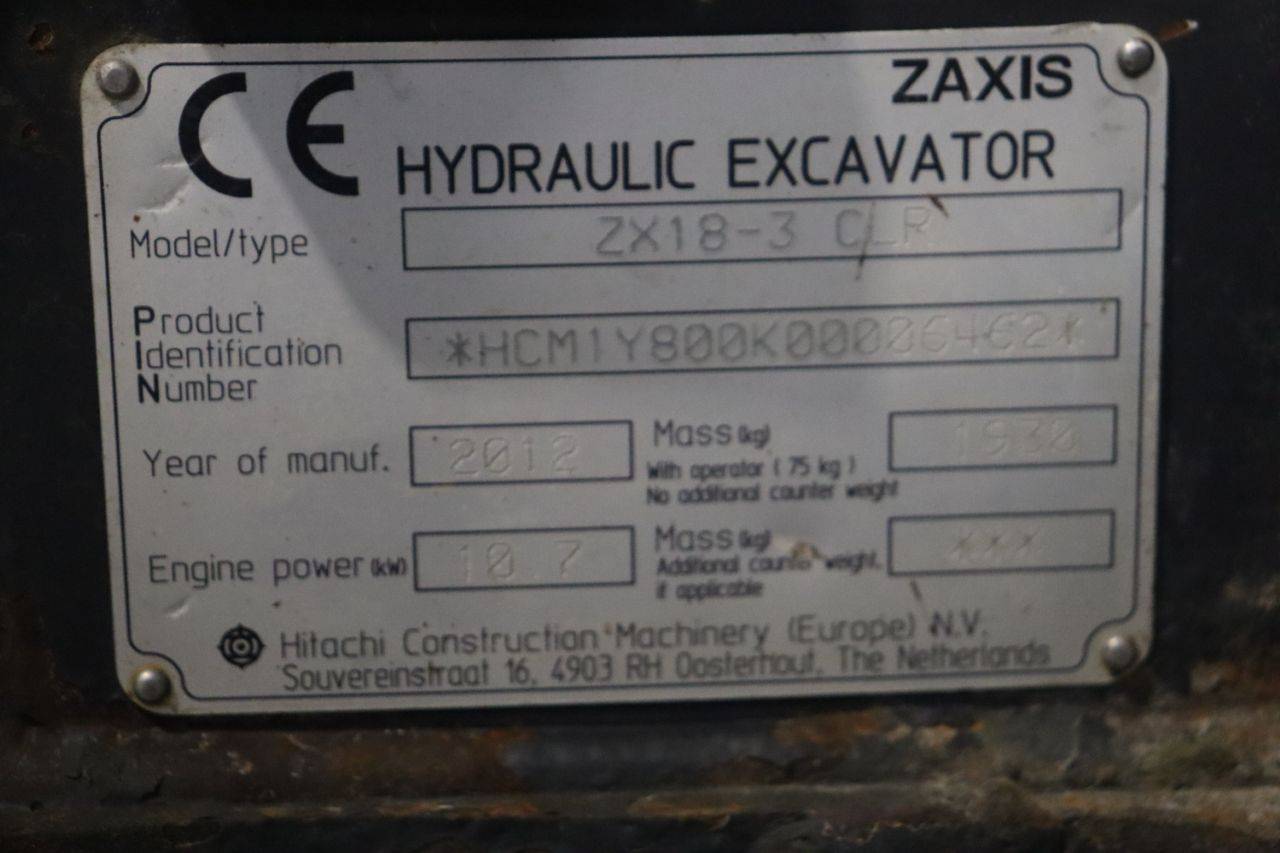 CE
ZAXIS
HYDRAULIC EXCAVATOR
Model/type ZX18-3 CLR
Product
Identification
Number
Year of manuf. 2012
Mass (kg) 1930
With operator ( 75 kg )
No additional counter weight
Engine power (kW) 10.7
Mass (kg) ***
Additional counter weight,
if applicable
Hitachi Construction Machinery (Europe) N.V.
Souvereinstraat 16, 4903 RH Oosterhout, The Netherlands